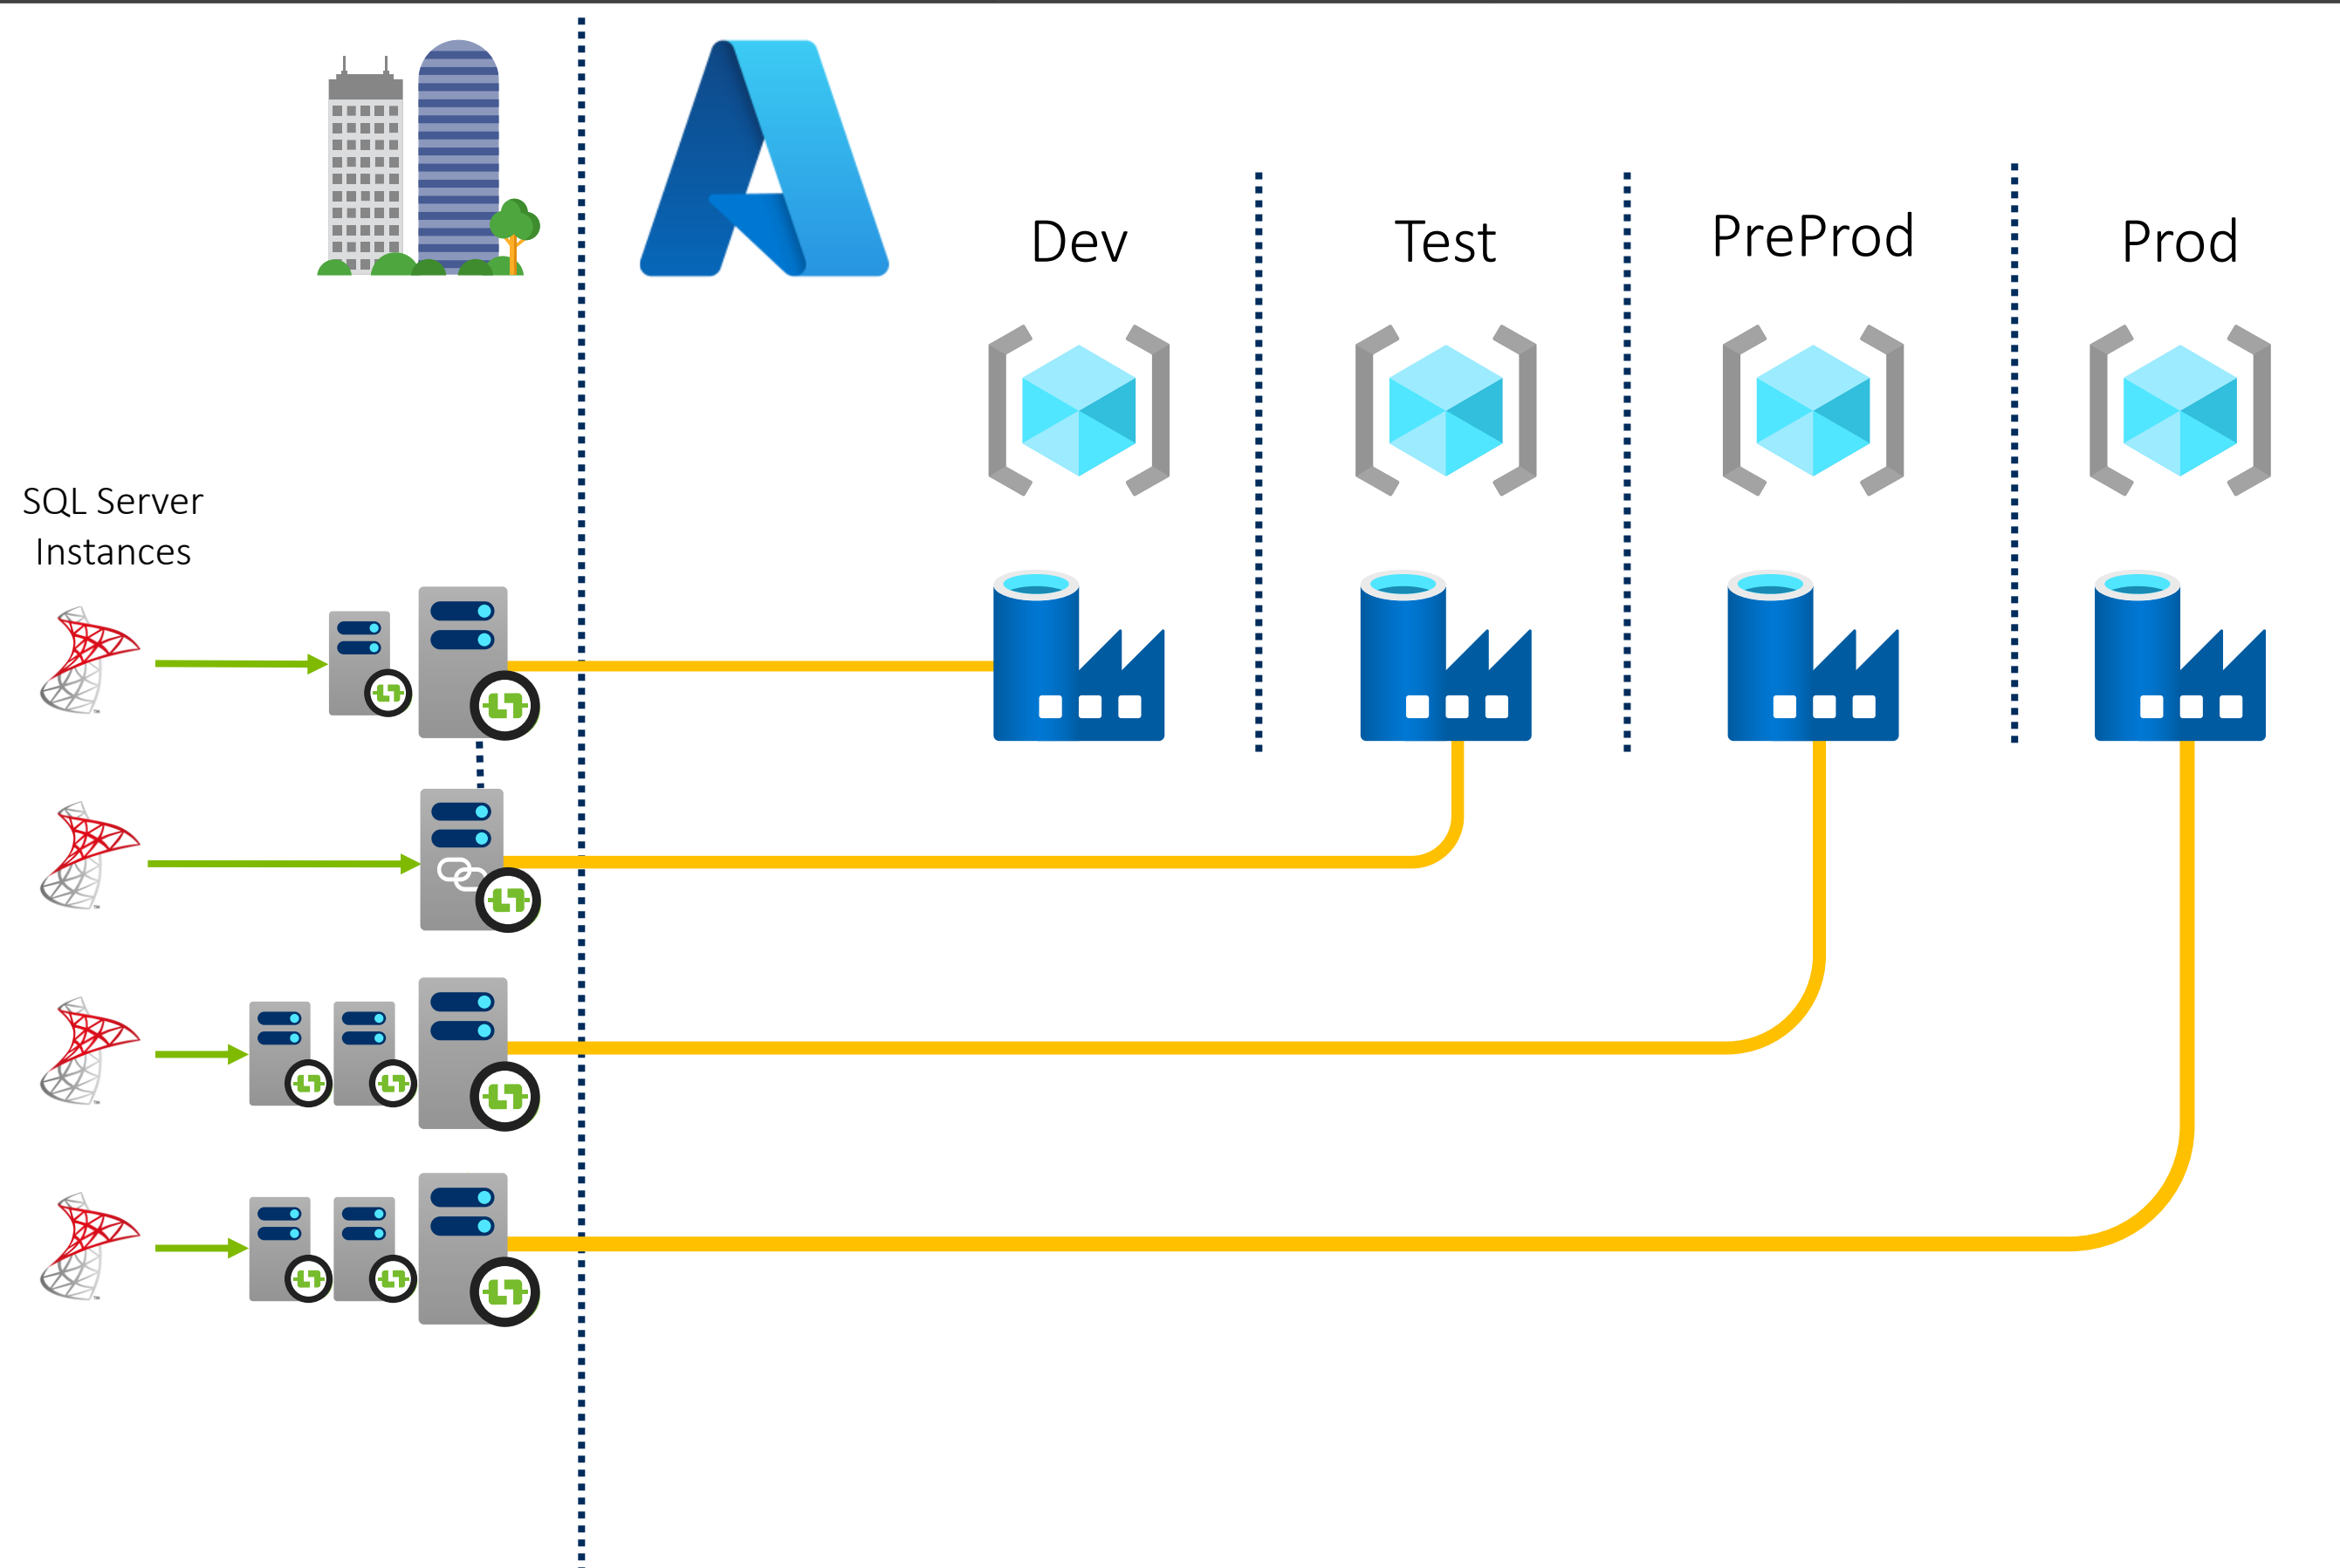 Dev
Test
PreProd
Prod
SQL Server
Instances